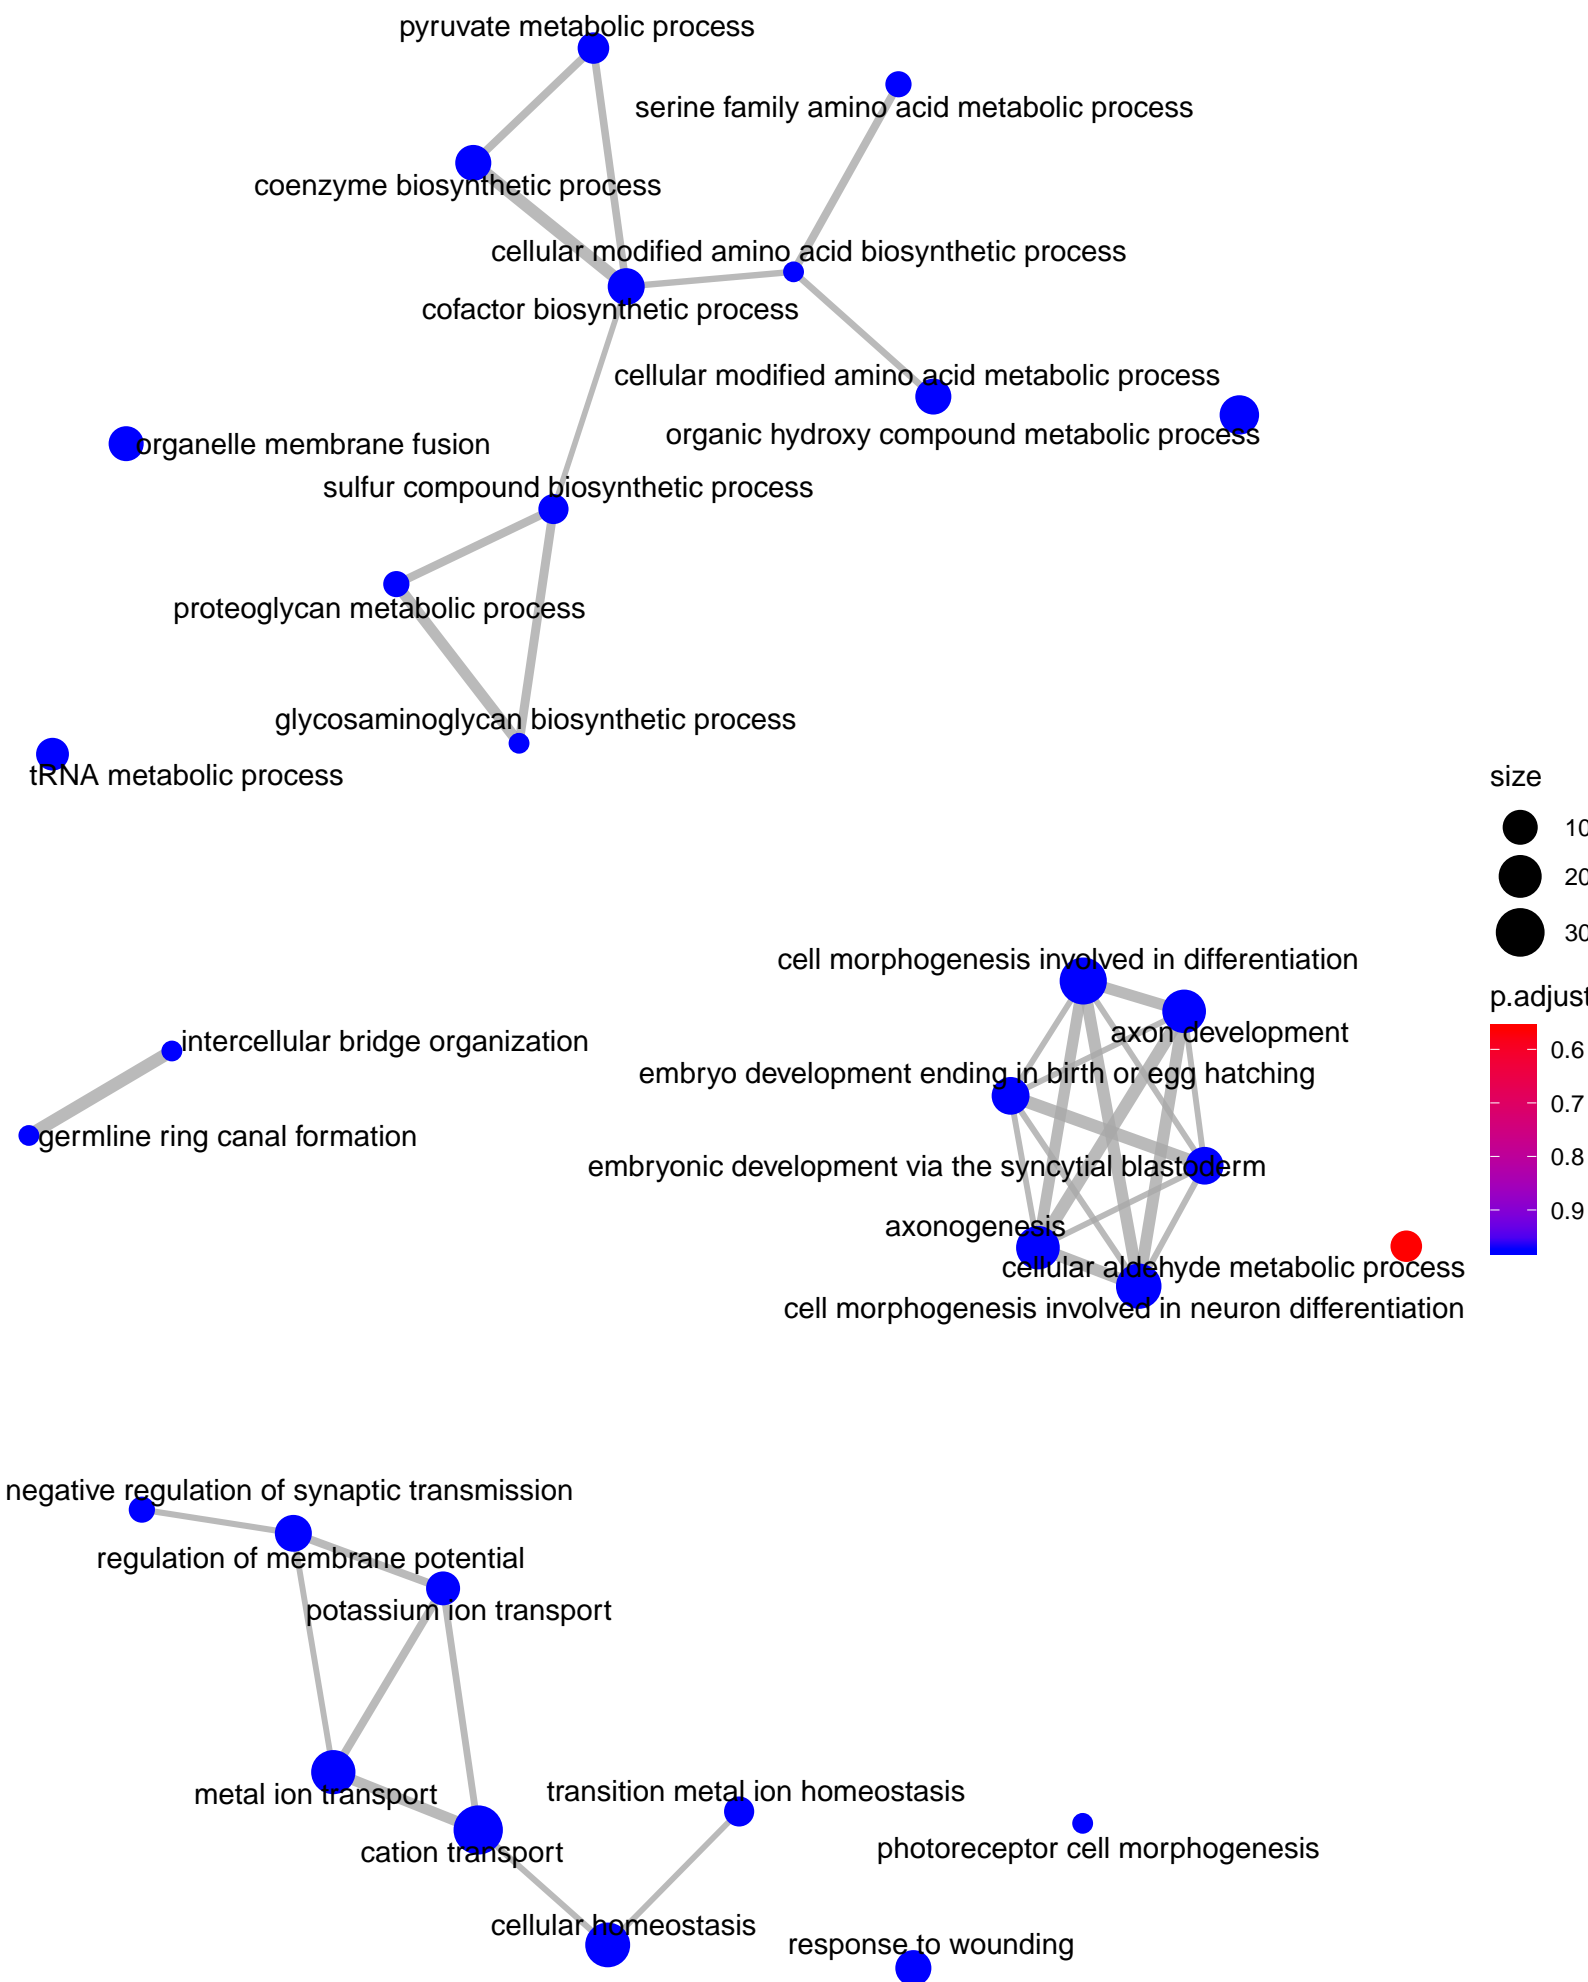 pyruvate metabolic process
serine family amino acid metabolic process
coenzyme biosynthetic process
cellular modified amino acid biosynthetic process
cofactor biosynthetic process
cellular modified amino acid metabolic process
organic hydroxy compound metabolic process
organelle membrane fusion
sulfur compound biosynthetic process
proteoglycan metabolic process
glycosaminoglycan biosynthetic process
tRNA metabolic process
size
10
20
30
cell morphogenesis involved in differentiation
p.adjust
axon development
intercellular bridge organization
0.6
embryo development ending in birth or egg hatching
0.7
germline ring canal formation
0.8
embryonic development via the syncytial blastoderm
0.9
axonogenesis
cellular aldehyde metabolic process
cell morphogenesis involved in neuron differentiation
negative regulation of synaptic transmission
regulation of membrane potential
potassium ion transport
metal ion transport
transition metal ion homeostasis
cation transport
photoreceptor cell morphogenesis
cellular homeostasis
response to wounding